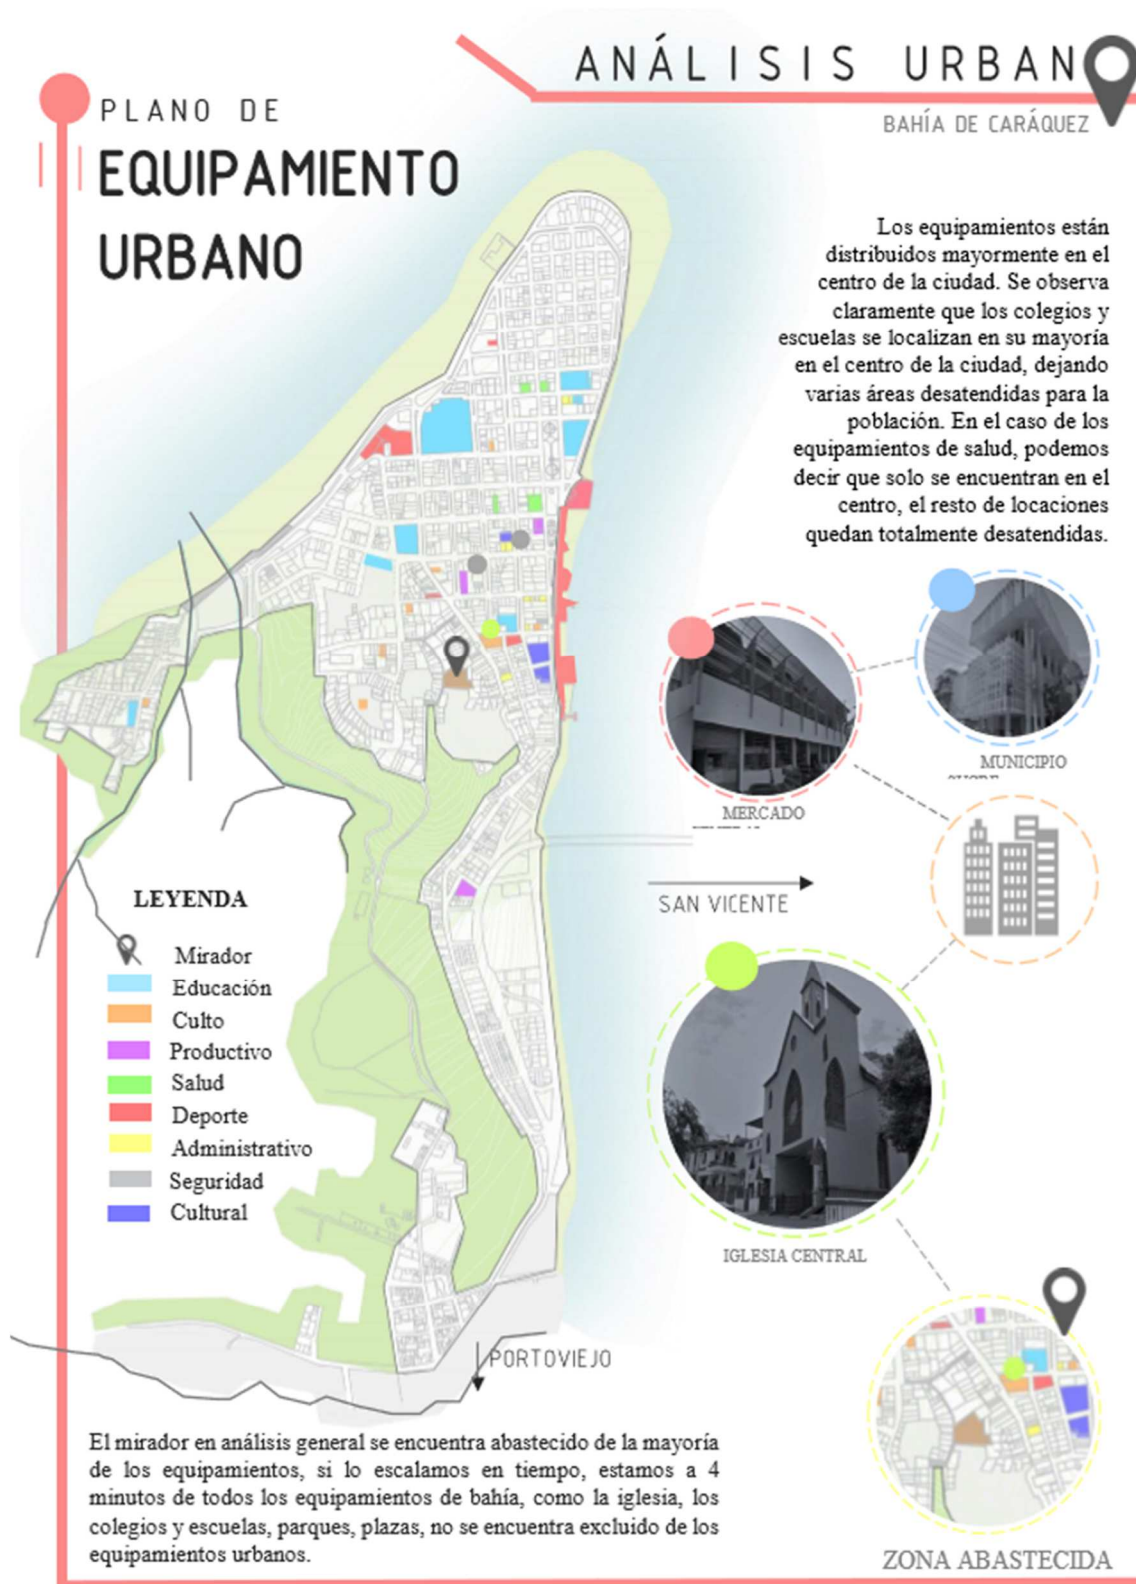 ANÁLISIS URBAN
BAHÍA DE CARÁQUEZ
PLANO DE
EQUIPAMIENTO
URBANO
Los equipamientos están
distribuidos mayormente en el
centro de la ciudad. Se observa
claramente que los colegios y
escuelas se localizan en su mayoría
en el centro de la ciudad, dejando
varias áreas desatendidas para la
población. En el caso de los
equipamientos de salud, podemos
decir que solo se encuentran en el
centro, el resto de locaciones
quedan totalmente desatendidas.
MUNICIPIO
MERCADO
SAN VICENTE
LEYENDA
Mirador
Educación
Culto
Productivo
Salud
Deporte
Administrativo
Seguridad
Cultural
IGLESIA CENTRAL
PORTOVIEJO
El mirador en análisis general se encuentra abastecido de la mayoría
de los equipamientos, si lo escalamos en tiempo, estamos a 4
minutos de todos los equipamientos de bahía, como la iglesia, los
colegios y escuelas, parques, plazas, no se encuentra excluido de los
equipamientos urbanos.
ZONA ABASTECIDA